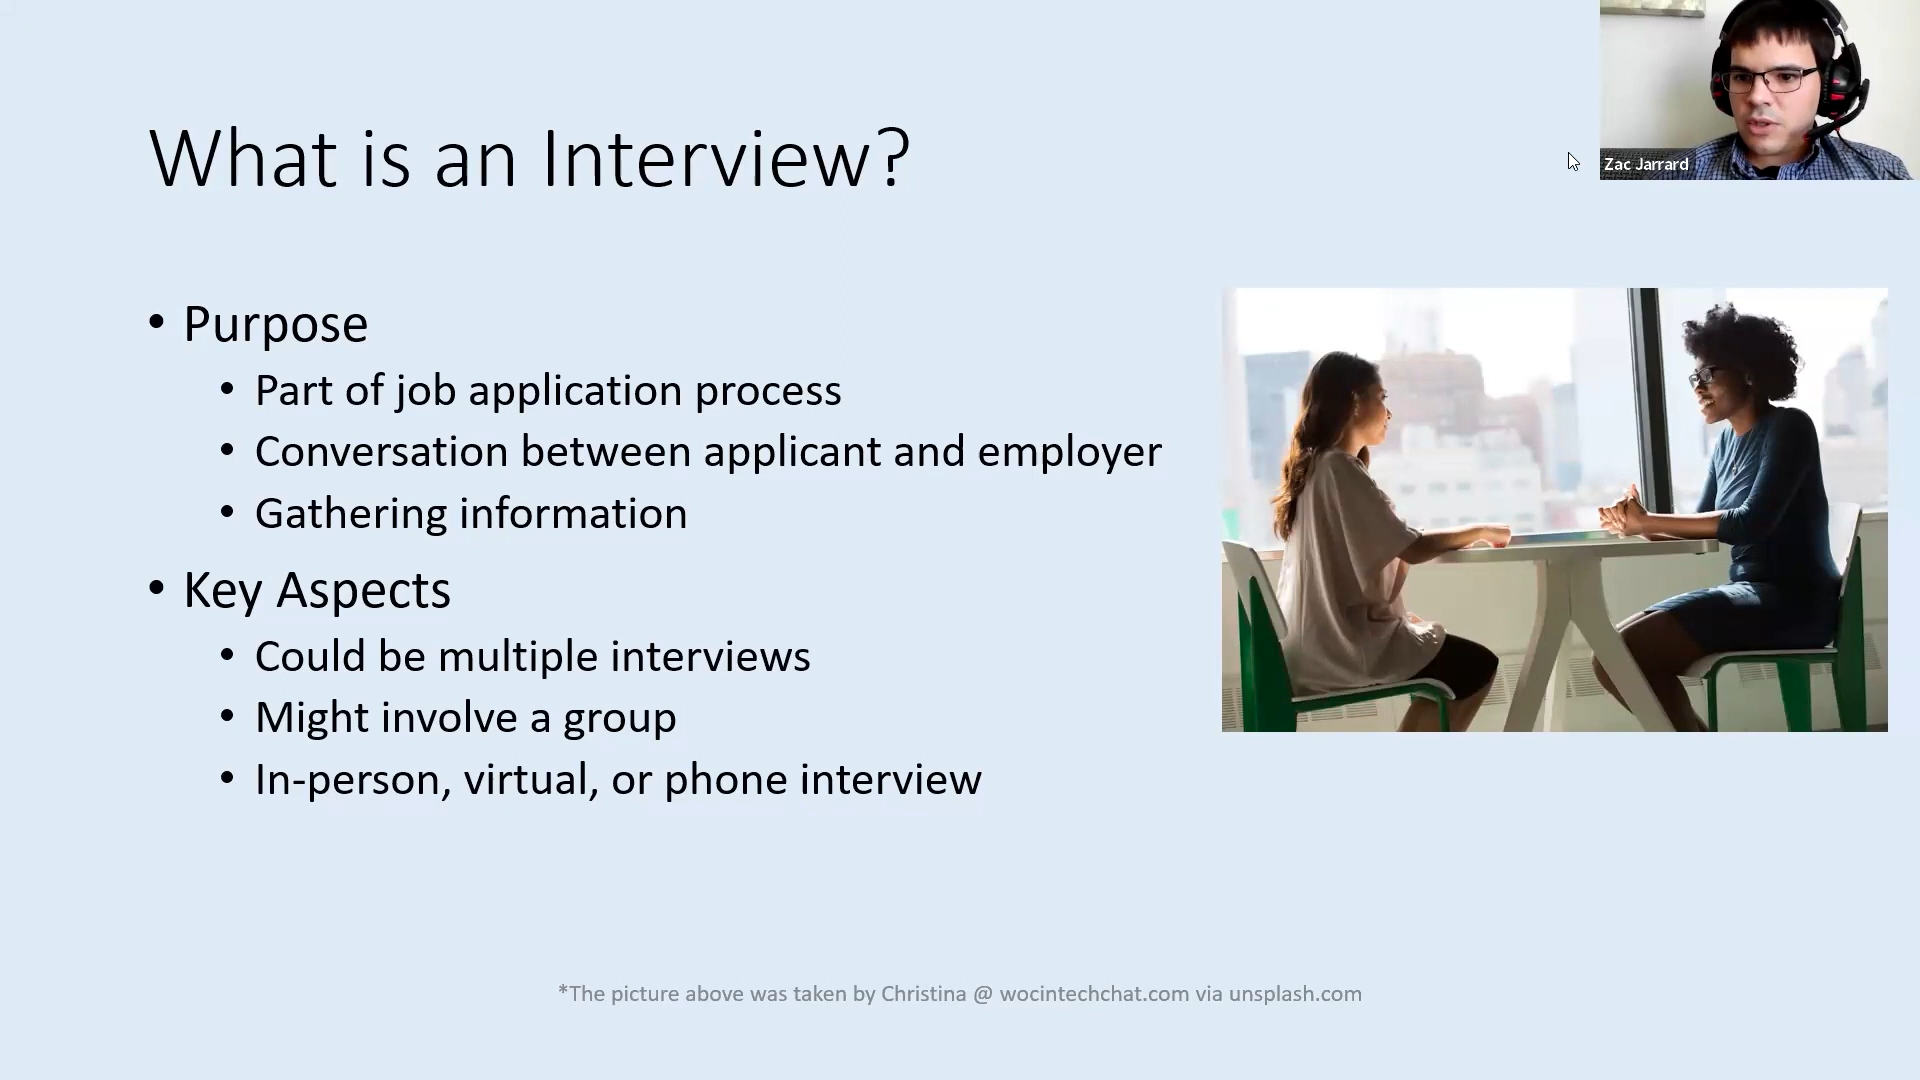 Zac Jarrard
What is an Interview?
• Purpose
• Part of job application process
• Conversation between applicant and employer
• Gathering information
• Key Aspects
• Could be multiple interviews
• Might involve a group
• In-person, virtual, or phone interview
*The picture above was taken by Christina @ wocintechchat.com via unsplash.com